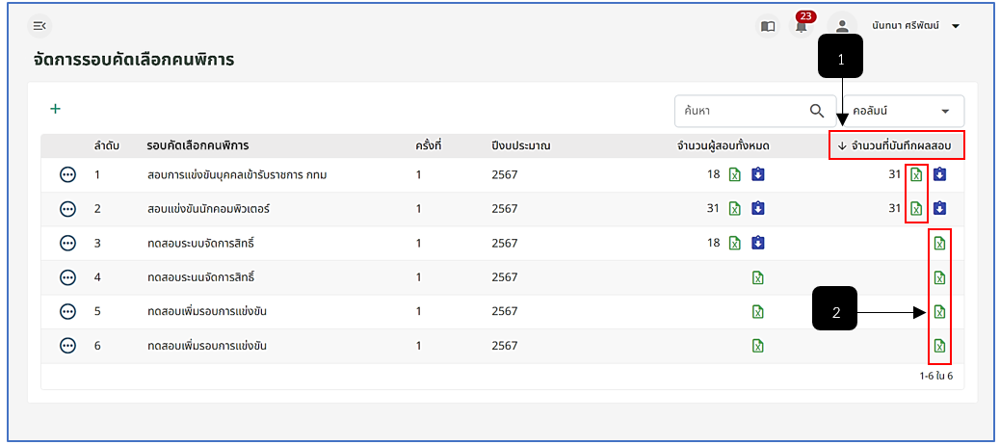 23
นันทนา ศรีพัฒน์
จัดการรอบคัดเลือกคนพิการ
1
+
ค้นหา
คอลัมน์
ลำดับ รอบคัดเลือกคนพิการ ครั้งที่ ปีงบประมาณ จำนวนผู้สอบทั้งหมด จำนวนที่บันทึกผลสอบ
1 สอบการแข่งขันบุคคลเข้ารับราชการ กทม 1 2567 18 31
2 สอบแข่งขันนักคอมพิวเตอร์ 1 2567 31 31
3 ทดสอบระบบจัดการสิทธิ์ 1 2567 18
4 ทดสอบระนนจัดการสิทธิ์ 1 2567
5 ทดสอบเพิ่มรอบการแข่งขัน 1 2567
2
6 ทดสอบเพิ่มรอบการแข่งขัน 1 2567
1-6 ใน 6